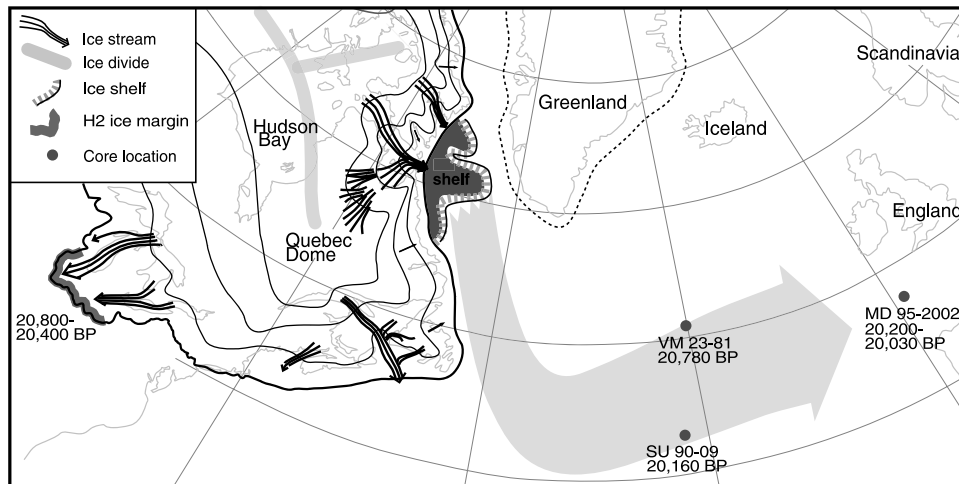 Ice stream
Ice divide
Ice shelf
H2 ice margin
Core location
Hudson
Bay
Quebec
Dome
shelf
Greenland
Iceland
Scandinavia
England
20,800-
20,400 BP
VM 23-81
20,780 BP
MD 95-2002
20,200-
20,030 BP
SU 90-09
20,160 BP